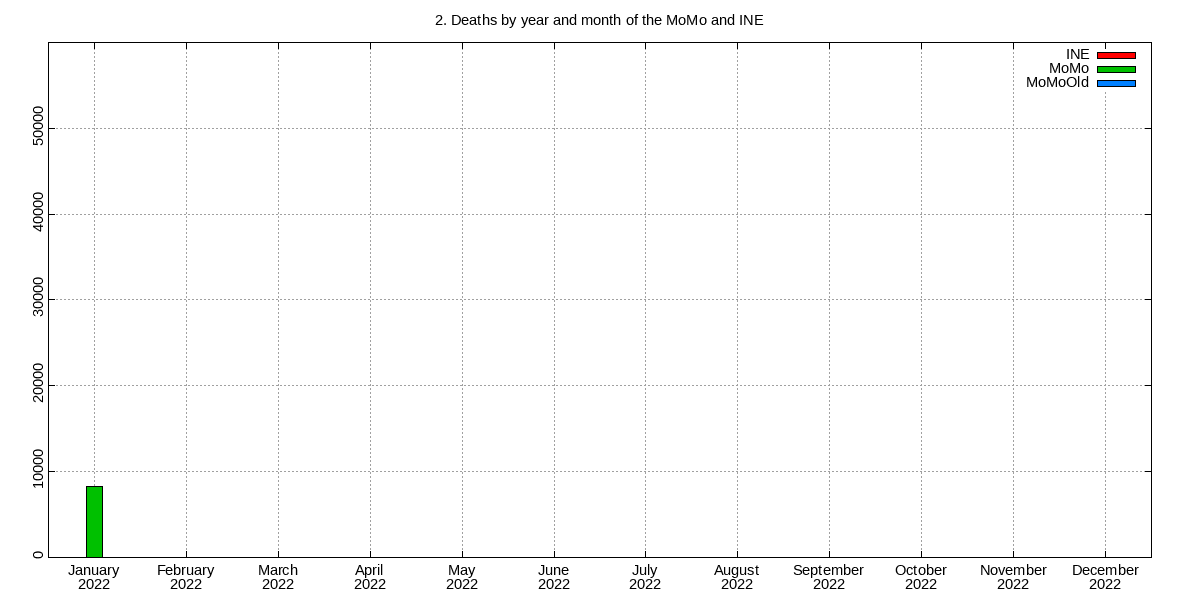 2. Deaths by year and month of the MoMo and INE
INE
MoMo
MoMoOld
50000
40000
30000
20000
10000
0
January February March April May June July August September October November December
2022 2022 2022 2022 2022 2022 2022 2022 2022 2022 2022 2022